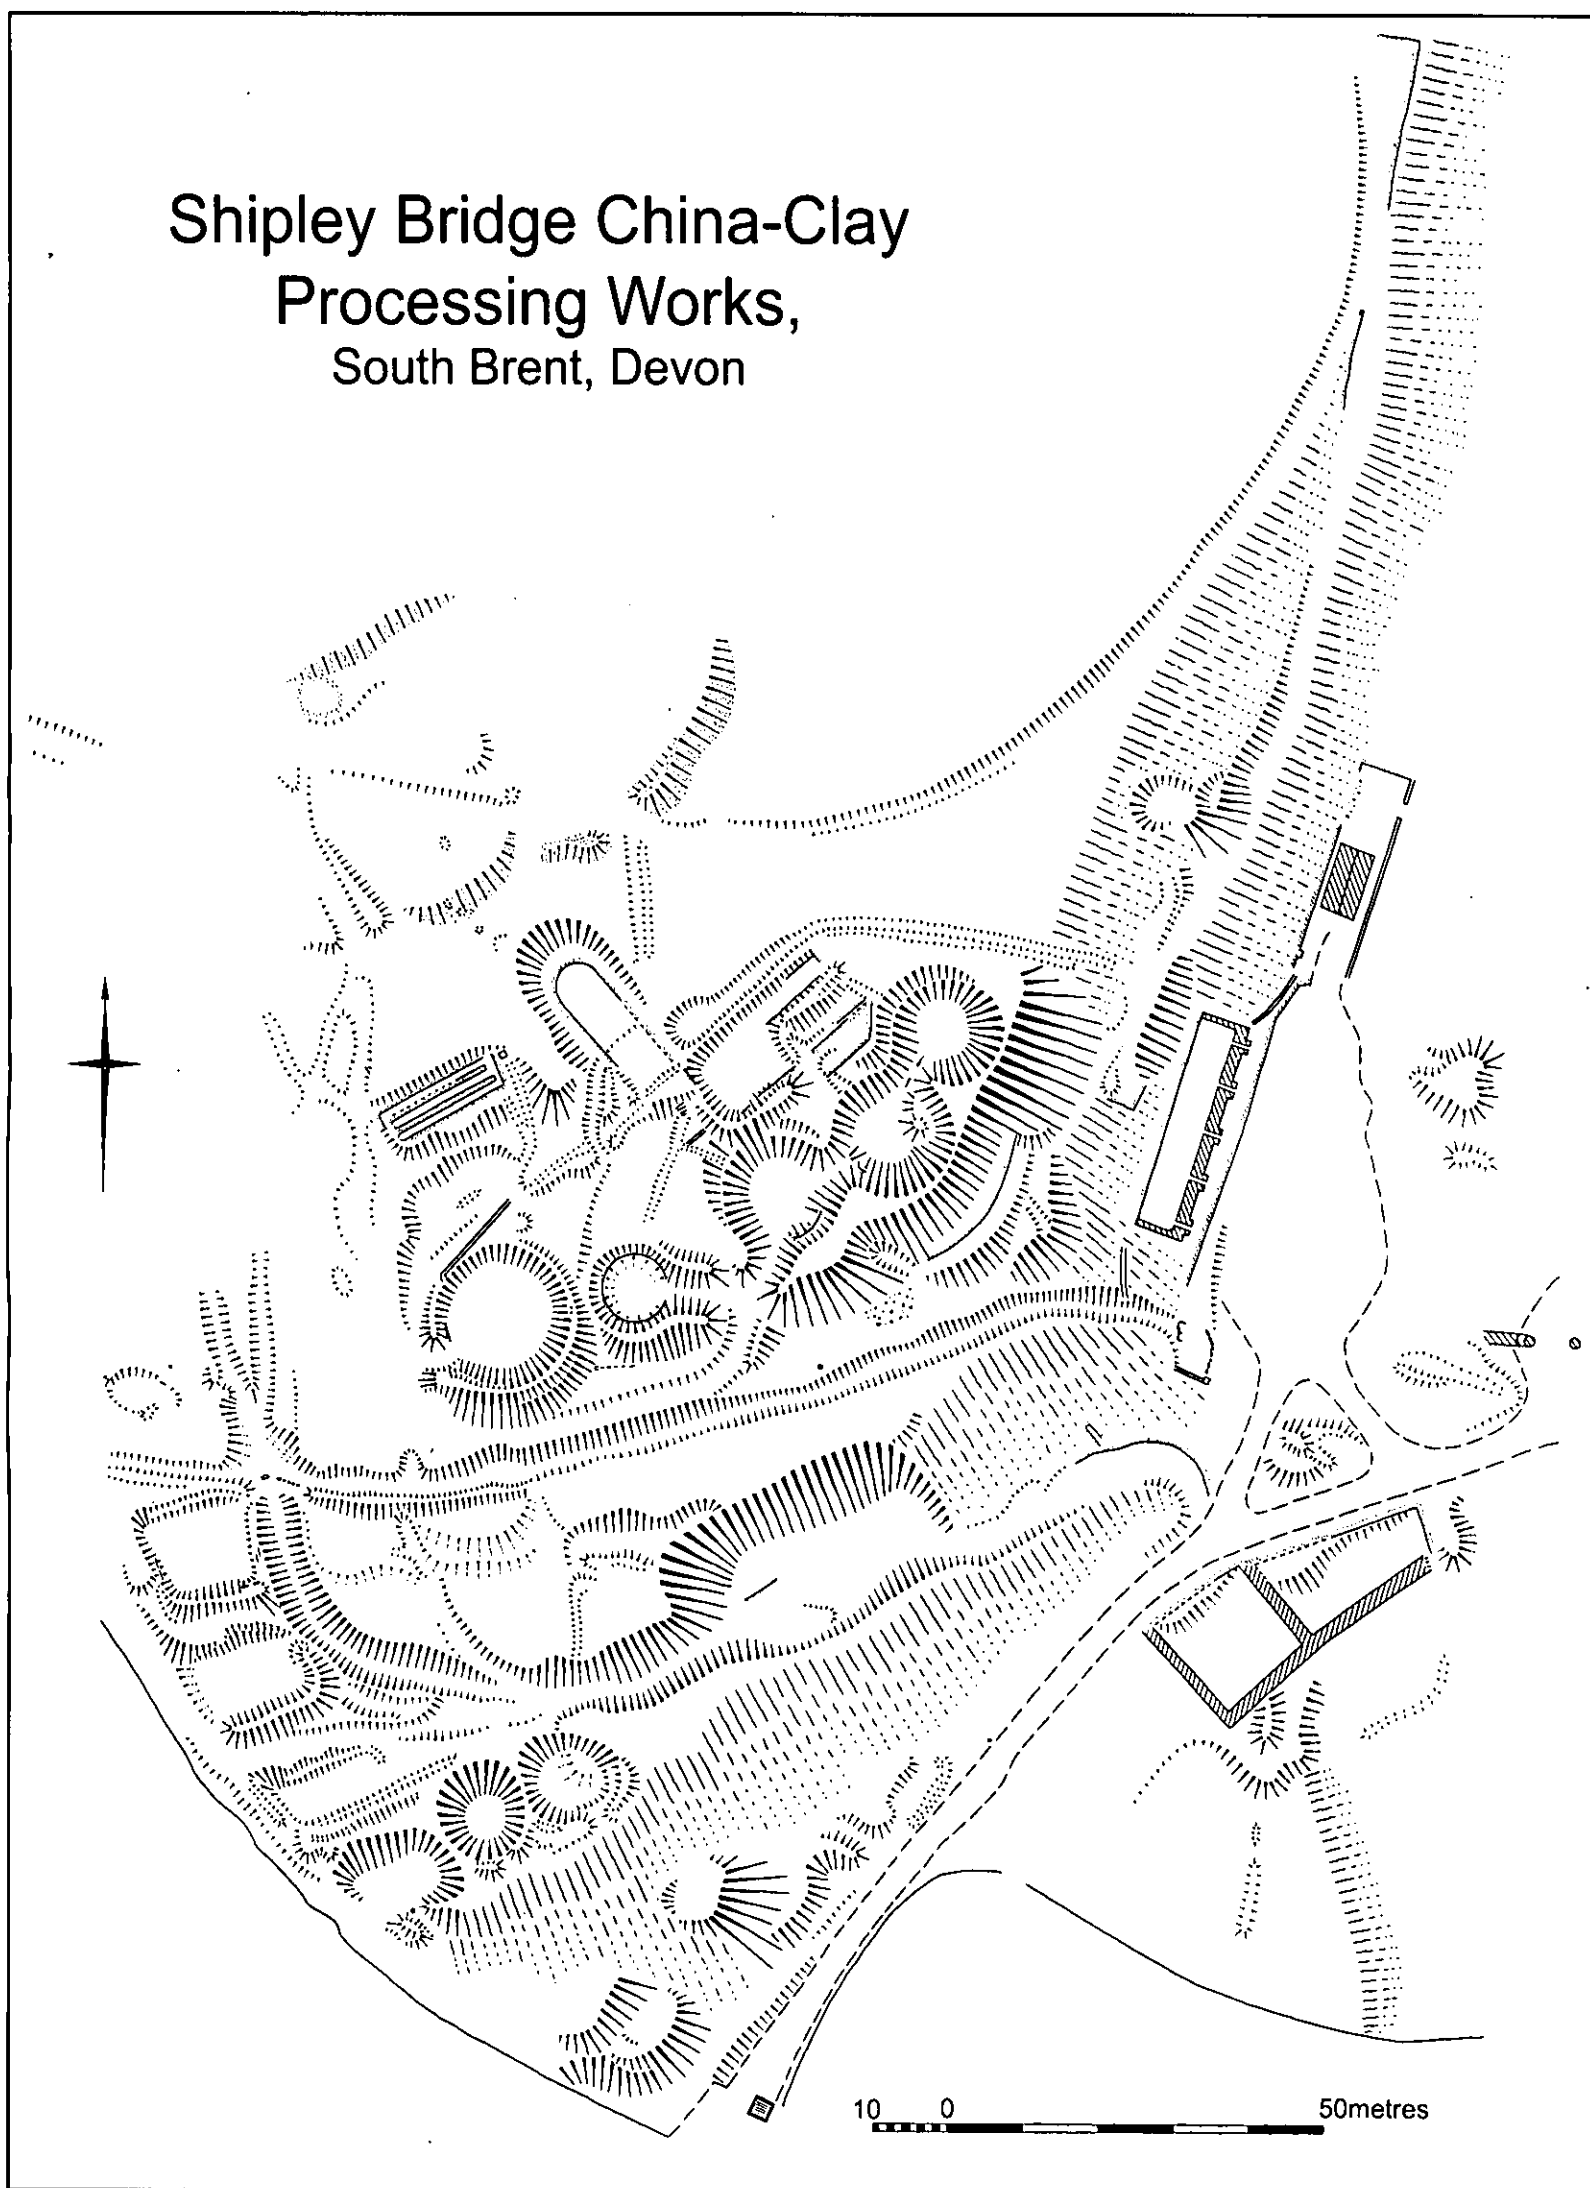 Shipley Bridge China-Clay
Processing Works,
South Brent, Devon
10 0 50metres